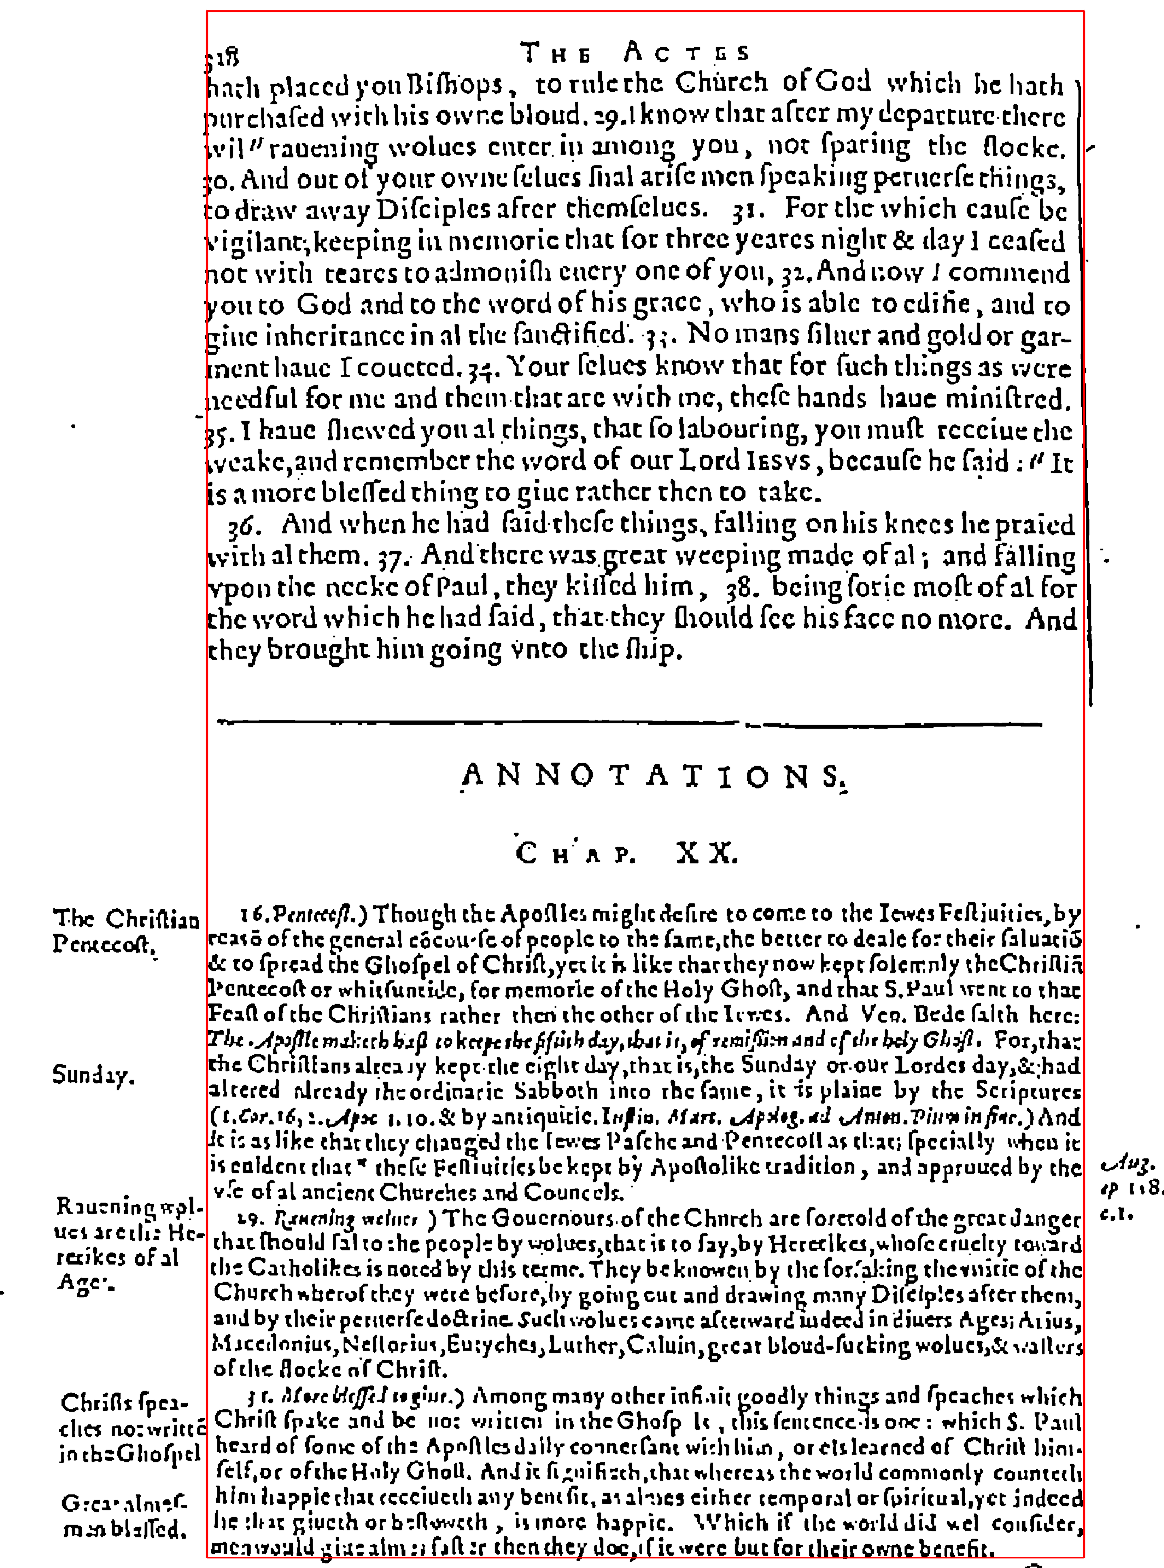 318 THE ACTES
hath placed you Biſhops, to rule the Church of God which he hath
purchaſed with his owne bloud. 29. I know that after my departure there
wil " rauening wolues enter in among you, not ſparing the flocke.
30. And out of your owne ſelues ſhal ariſe men ſpeaking peruerſe things,
to draw away Diſciples after themſelues. 31. For the which cauſe be
vigilant, keeping in memorie that for three yeares night & day I ceaſed
not with teares to admoniſh euery one of you, 32. And now I commend
you to God and to the word of his grace, who is able to edifie, and to
giue inheritance in al the ſanctified. 33. No mans ſiluer and gold or gar-
ment haue I coueted. 34. Your ſelues know that for ſuch things as were
needful for me and them that are with me, theſe hands haue miniſtred.
35. I haue ſhewed you al things, that ſo labouring, you muſt receiue the
weake, and remember the word of our Lord IESVS, becauſe he ſaid: " It
is a more bleſſed thing to giue rather then to take.
36. And when he had ſaid theſe things, falling on his knees he praied
with al them. 37. And there was great weeping made of al; and falling
vpon the necke of Paul, they kiſſed him, 38. being ſorie moſt of al for
the word which he had ſaid, that they ſhould ſee his face no more. And
they brought him going vnto the ſhip.
ANNOTATIONS.
CHAP. XX.
The Chriſtian
Pentecoſt.
16. Pentecoſt.) Though the Apoſtles might deſire to come to the Iewes Feſtiuities, by
reaſō of the general cōcourſe of people to the ſame, the better to deale for their ſaluatiō
& to ſpread the Ghoſpel of Chriſt, yet it is like that they now kept ſolemnly the Chriſtiā
Pentecoſt or whitſuntide, for memorie of the Holy Ghoſt, and that S. Paul went to that
Feaſt of the Chriſtians rather then the other of the Iewes. And Ven. Bede ſaith here:
The Apoſtle maketh haſt to keepe the fiftith day, that is, of remiſsion and of the holy Ghoſt. For, that
Sunday.
the Chriſtians already kept the eight day, that is, the Sunday or our Lordes day, & had
altered already the ordinarie Sabboth into the ſame, it is plaine by the Scriptures
(1. Cor. 16, 2. Apoc 1. 10. & by antiquitie. Iuſtin. Mart. Apolog. ad Anton. Pium in fine.) And
it is as like that they changed the Iewes Paſche and Pentecoſt as that; ſpecially when it
is euident that * theſe Feſtiuities be kept by Apoſtolike tradition, and approued by the
vſe of al ancient Churches and Councels.
Aug.
ep 118.
c.1.
Rauening wol-
ues are the He-
retikes of al
Ages.
29. Rauening wolues ) The Gouernours of the Church are foretold of the great danger
that ſhould fal to the people by wolues, that is to ſay, by Heretikes, whoſe cruelty toward
the Catholikes is noted by this terme. They be knowen by the forſaking the vnitie of the
Church wherof they were before, by going out and drawing many Diſciples after them,
and by their peruerſe doctrine. Such wolues came afterward indeed in diuers Ages: Arius,
Macedonius, Neſtorius, Eutyches, Luther, Caluin, great bloud-ſucking wolues, & waſters
of the flocke of Chriſt.
Chriſts ſpea-
ches not writtē
in the Ghoſpel
31. More bleſſed to giue.) Among many other infinit goodly things and ſpeaches which
Chriſt ſpake and be not written in the Ghoſpels, this ſentence is one: which S. Paul
heard of ſome of the Apoſtles daily conuerſant with him, or els learned of Chriſt him-
ſelf, or of the Holy Ghoſt. And it ſignifieth, that whereas the world commonly counteth
Great almeſ-
men bleſſed.
him happie that receiueth any benefit, as almes either temporal or ſpiritual, yet indeed
he that giueth or beſtoweth, is more happie. Which if the world did wel conſider,
men would giue almes faſter then they doe, if it were but for their owne benefit.